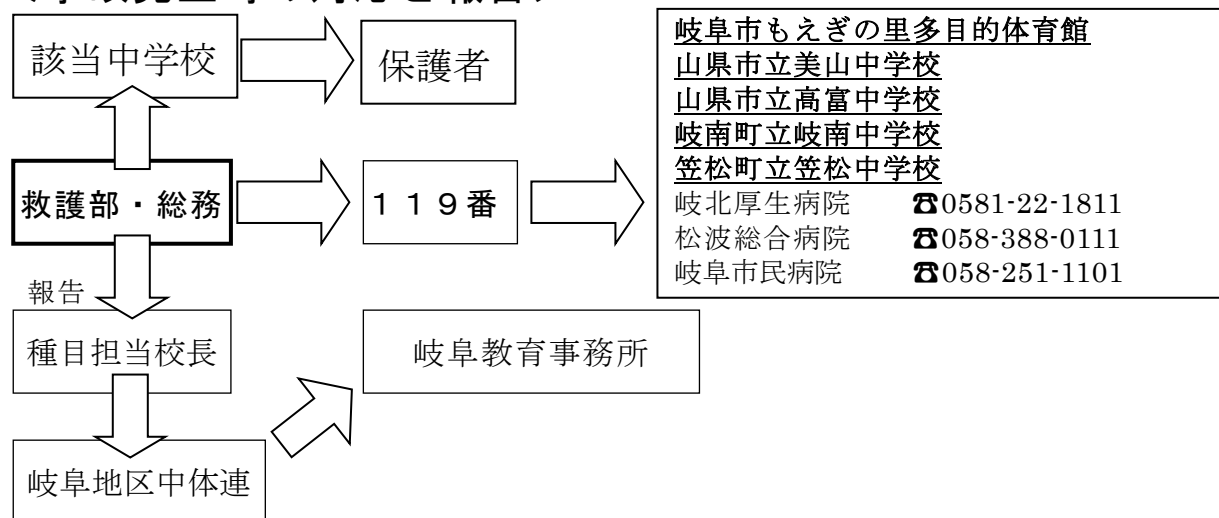 該当中学校
保護者
岐阜市もえぎの里多目的体育館
山県市立美山中学校
山県市立高富中学校
岐南町立岐南中学校
笠松町立笠松中学校
岐北厚生病院 ☎0581-22-1811
松波総合病院 ☎058-388-0111
岐阜市民病院 ☎058-251-1101
救護部・総務
１１９番
報告
種目担当校長
岐阜教育事務所
岐阜地区中体連